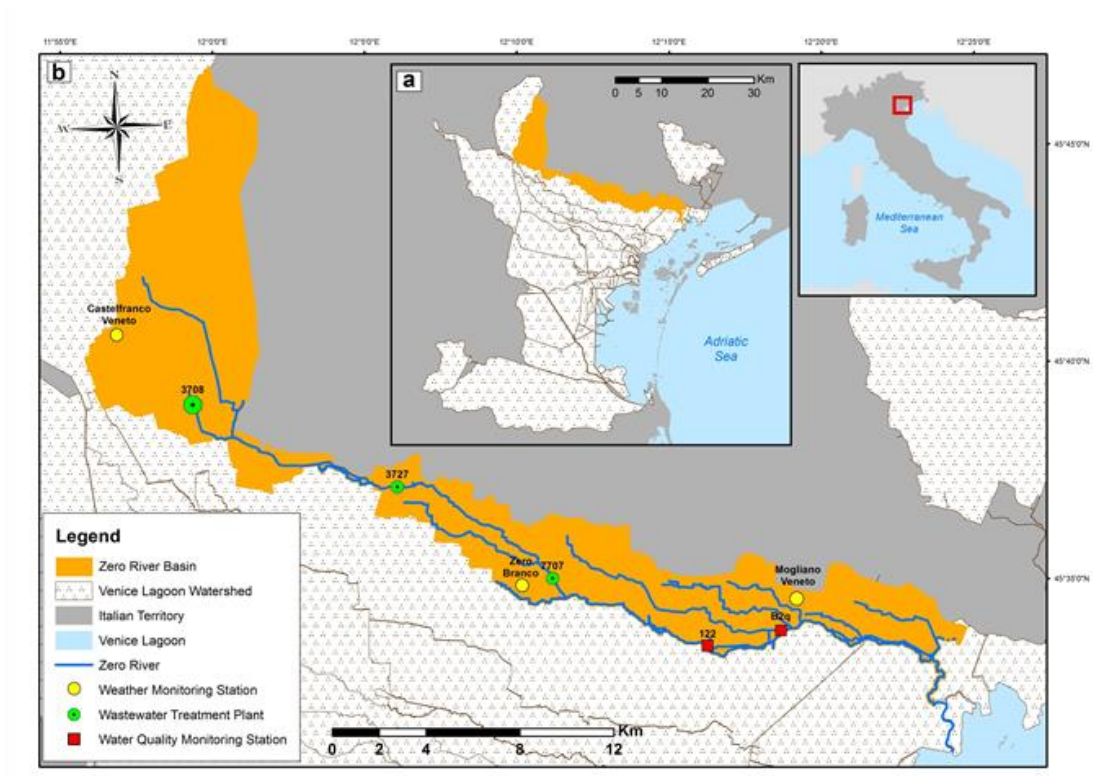 11°55'0"E 12°0'0"E 12°5'0"E 12°10'0"E 12°15'0"E 12°20'0"E 12°25'0"E
b
N
W E
S
a
Km
0 5 10 20 30
Adriatic
Sea
Mediterranean
Sea
45°45'0"N
45°40'0"N
45°35'0"N
Castelfranco
Veneto
3708
3727
Zero
Branco
7707
Mogliano
Veneto
B2q
122
Legend
Zero River Basin
Venice Lagoon Watershed
Italian Territory
Venice Lagoon
Zero River
Weather Monitoring Station
Wastewater Treatment Plant
Water Quality Monitoring Station
Km
0 2 4 8 12